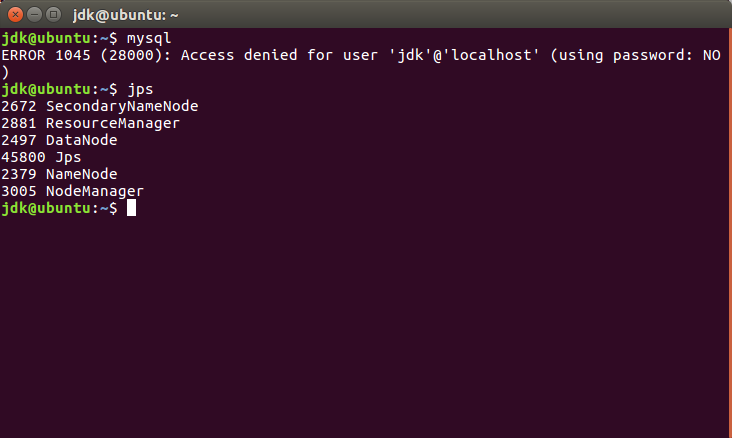 jdk@ubuntu: ~
jdk@ubuntu:~$ mysql
ERROR 1045 (28000): Access denied for user 'jdk'@'localhost' (using password: NO
)
jdk@ubuntu:~$ jps
2672 SecondaryNameNode
2881 ResourceManager
2497 DataNode
45800 Jps
2379 NameNode
3005 NodeManager
jdk@ubuntu:~$